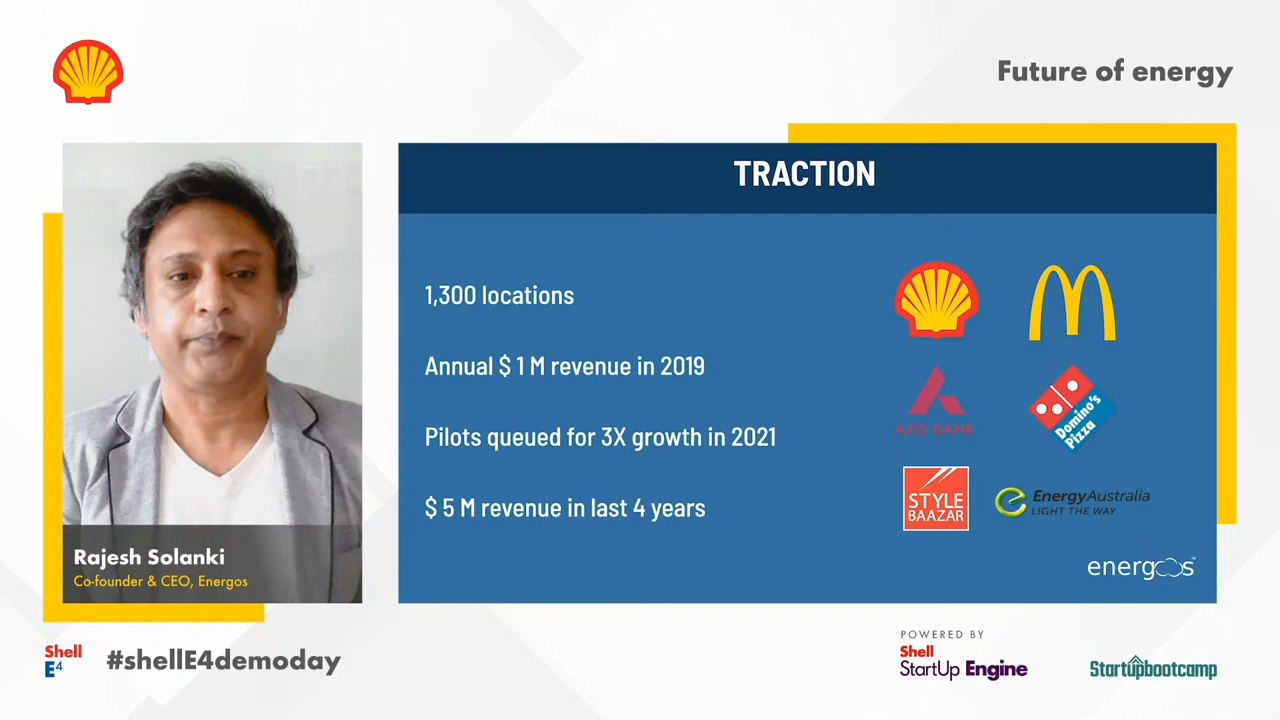 Future of energy
TRACTION
1,300 locations
Annual $ 1 M revenue in 2019
Pilots queued for 3X growth in 2021
$ 5 M revenue in last 4 years
AXIS BANK
Domino's
Pizza
STYLE
BAAZAR
EnergyAustralia
LIGHT THE WAY
energos™
Rajesh Solanki
Co-founder & CEO, Energos
Shell
E4
#shellE4demoday
POWERED BY
Shell
StartUp Engine
Startupbootcamp